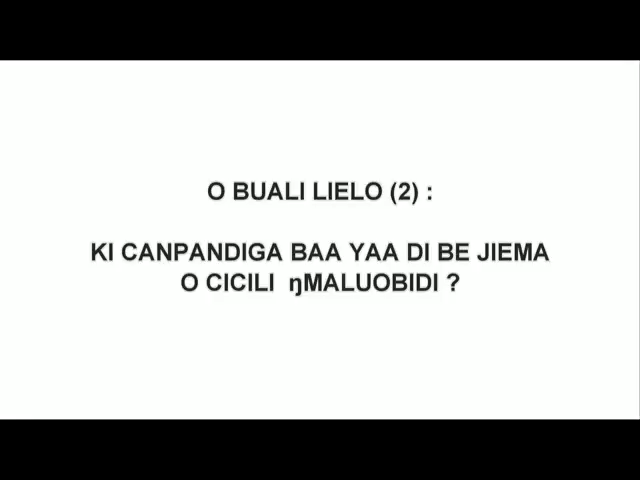 O BUALI LIELO (2) :
KI CANPANDIGA BAA YAA DI BE JIEMA
O CICILI ŋMALUOBIDI ?